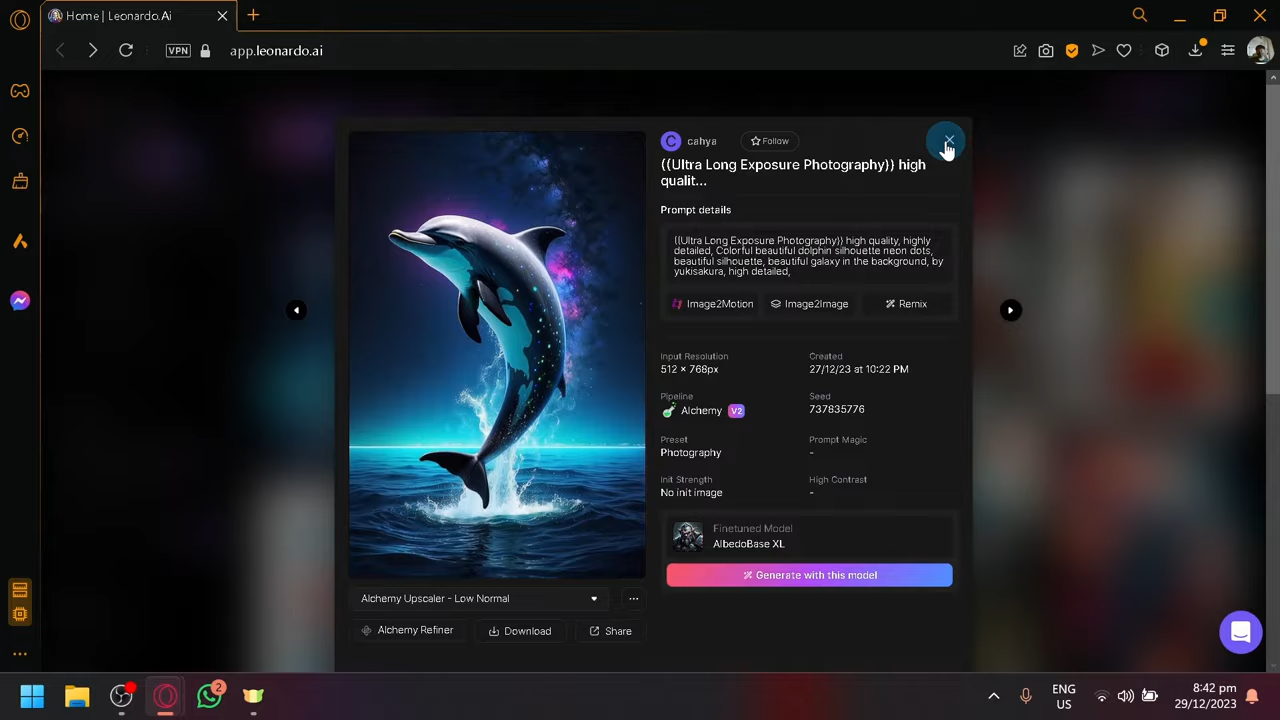 Home | Leonardo.Ai
VPN
app.leonardo.ai
C
cahya
Follow
((Ultra Long Exposure Photography)) high
qualit...
Prompt details
((Ultra Long Exposure Photography)) high quality, highly
detailed, Colorful beautiful dolphin silhouette neon dots,
beautiful silhouette, beautiful galaxy in the background, by
yukisakura, high detailed,
Image2Motion
Image2Image
Remix
Input Resolution
Created
512 × 768px
27/12/23 at 10:22 PM
Pipeline
Seed
Alchemy V2
737835776
Preset
Prompt Magic
Photography
-
Init Strength
High Contrast
No init image
-
Finetuned Model
AlbedoBase XL
Generate with this model
Alchemy Upscaler - Low Normal
Alchemy Refiner
Download
Share
2
ENG
US
8:42 pm
29/12/2023